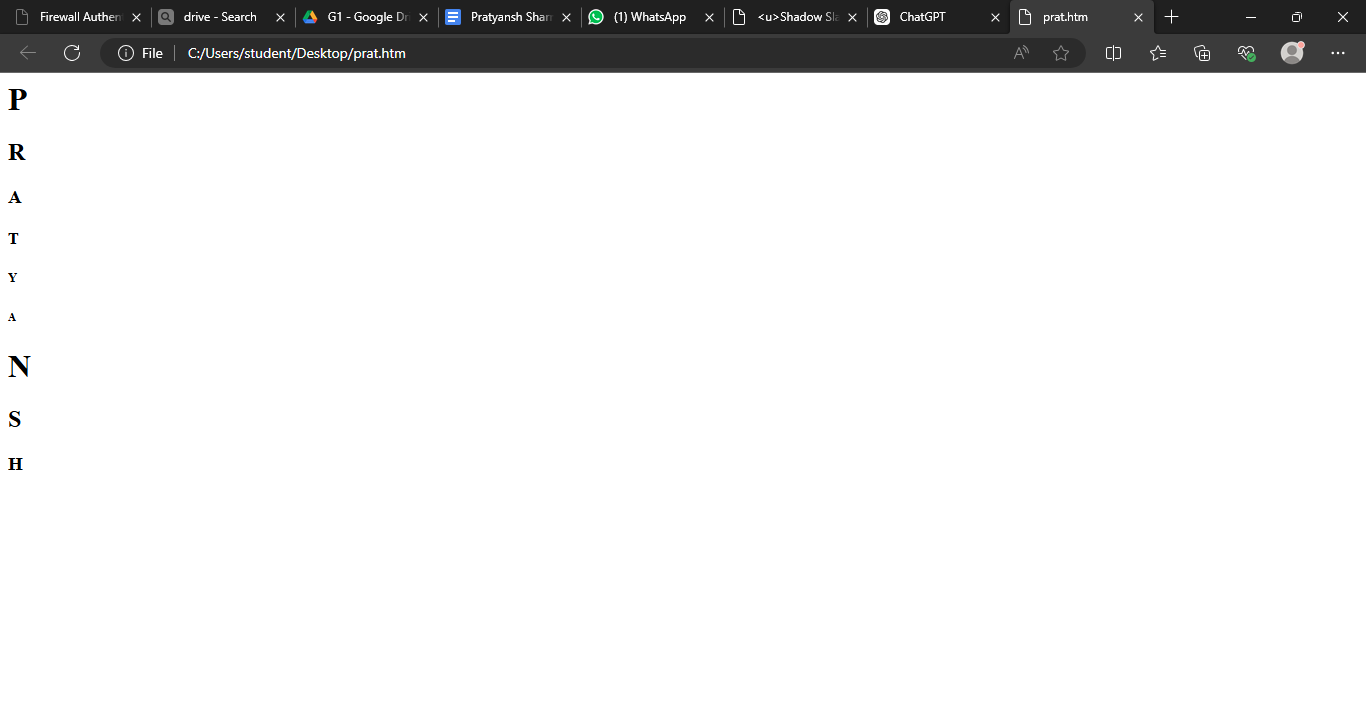 Firewall Authen
drive - Search
G1 - Google Dr
Pratyansh Shar
(1) WhatsApp
<u>Shadow Sl
ChatGPT
prat.htm
File
C:/Users/student/Desktop/prat.htm
P
R
A
T
Y
A
N
S
H